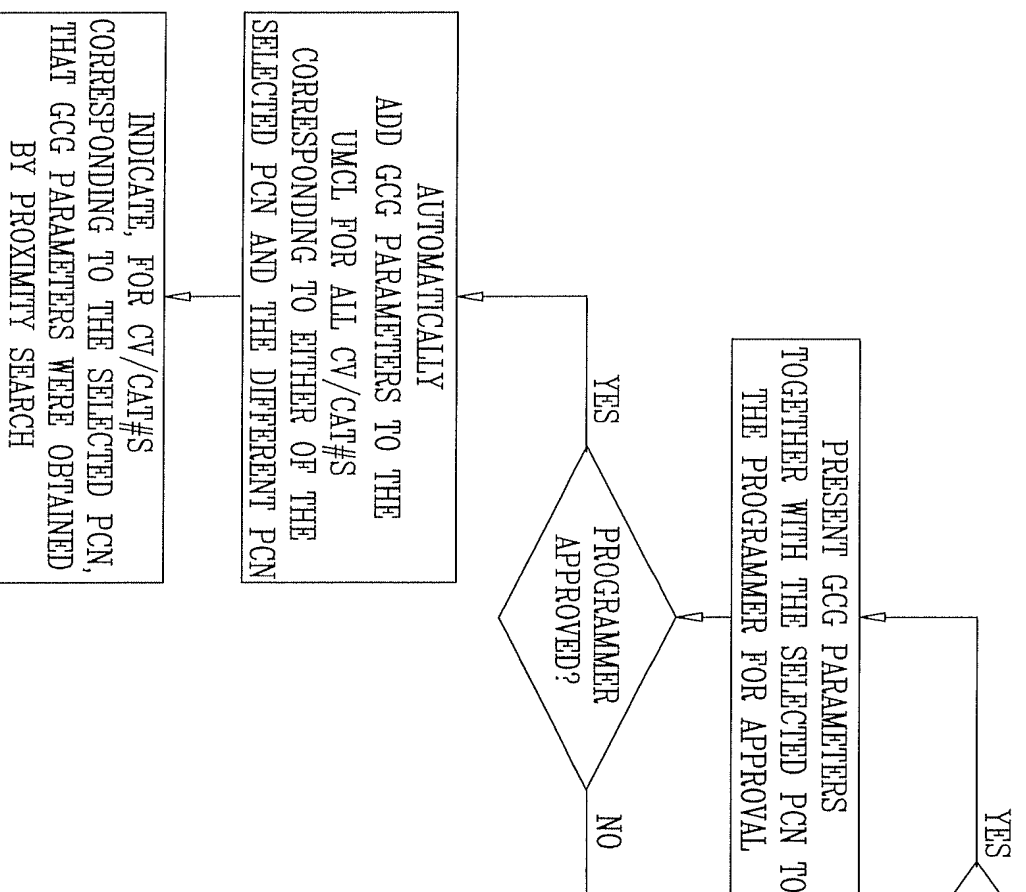 YES
PRESENT GCG PARAMETERS
TOGETHER WITH THE SELECTED PCN TO
THE PROGRAMMER FOR APPROVAL
PROGRAMMER
APPROVED?
YES
NO
AUTOMATICALLY
ADD GCG PARAMETERS TO THE
UMCL FOR ALL CV/CAT#S
CORRESPONDING TO EITHER OF THE
SELECTED PCN AND THE DIFFERENT PCN
INDICATE, FOR CV/CAT#S
CORRESPONDING TO THE SELECTED PCN,
THAT GCG PARAMETERS WERE OBTAINED
BY PROXIMITY SEARCH